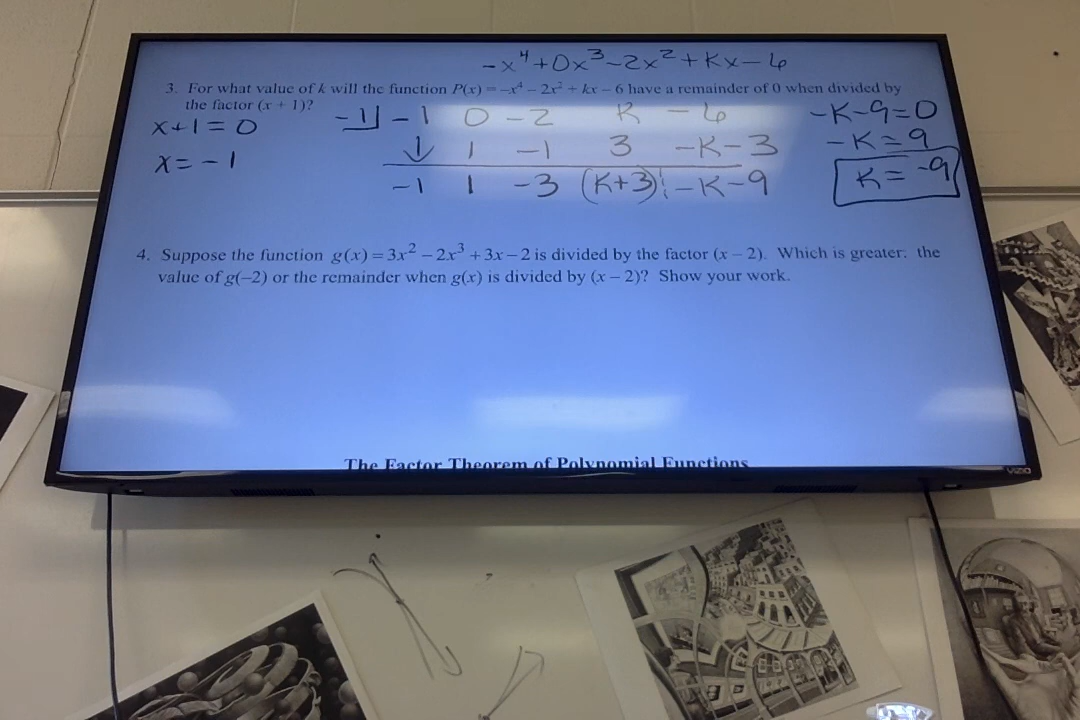 -x⁴+0x³-2x²+Kx-6
3. For what value of k will the function P(x) = -x⁴ - 2x² + kx - 6 have a remainder of 0 when divided by
the factor (x + 1)?
x+1=0
x=-1
-1 -1 0 -2 K -6
↓ 1 -1 3 -K-3
-1 1 -3 (K+3) -K-9
-K-9=0
-K=9
K=-9
4. Suppose the function g(x) = 3x² - 2x³ + 3x - 2 is divided by the factor (x - 2). Which is greater: the
value of g(-2) or the remainder when g(x) is divided by (x - 2)? Show your work.
The Factor Theorem of Polynomial Functions
VIZIO